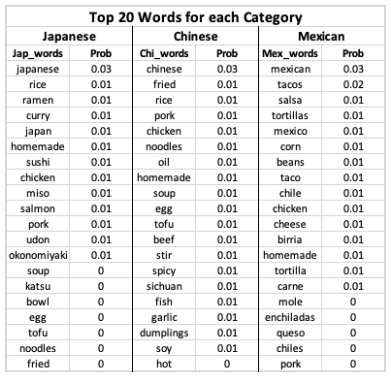 Top 20 Words for each Category
Japanese Chinese Mexican
Jap_words Prob Chi_words Prob Mex_words Prob
japanese 0.03 chinese 0.03 mexican 0.03
rice 0.01 fried 0.01 tacos 0.02
ramen 0.01 rice 0.01 salsa 0.01
curry 0.01 pork 0.01 tortillas 0.01
japan 0.01 chicken 0.01 mexico 0.01
homemade 0.01 noodles 0.01 corn 0.01
sushi 0.01 oil 0.01 beans 0.01
chicken 0.01 homemade 0.01 taco 0.01
miso 0.01 soup 0.01 chile 0.01
salmon 0.01 egg 0.01 chicken 0.01
pork 0.01 tofu 0.01 cheese 0.01
udon 0.01 beef 0.01 birria 0.01
okonomiyaki 0.01 stir 0.01 homemade 0.01
soup 0 spicy 0.01 tortilla 0.01
katsu 0 sichuan 0.01 carne 0.01
bowl 0 fish 0.01 mole 0
egg 0 garlic 0.01 enchiladas 0
tofu 0 dumplings 0.01 queso 0
noodles 0 soy 0.01 chiles 0
fried 0 hot 0 pork 0